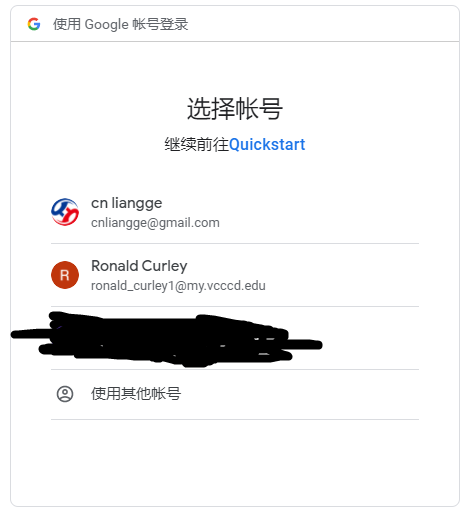 使用 Google 帐号登录
选择帐号
继续前往Quickstart
cn liangge
cnliangge@gmail.com
R
Ronald Curley
ronald_curley1@my.vcccd.edu
使用其他帐号